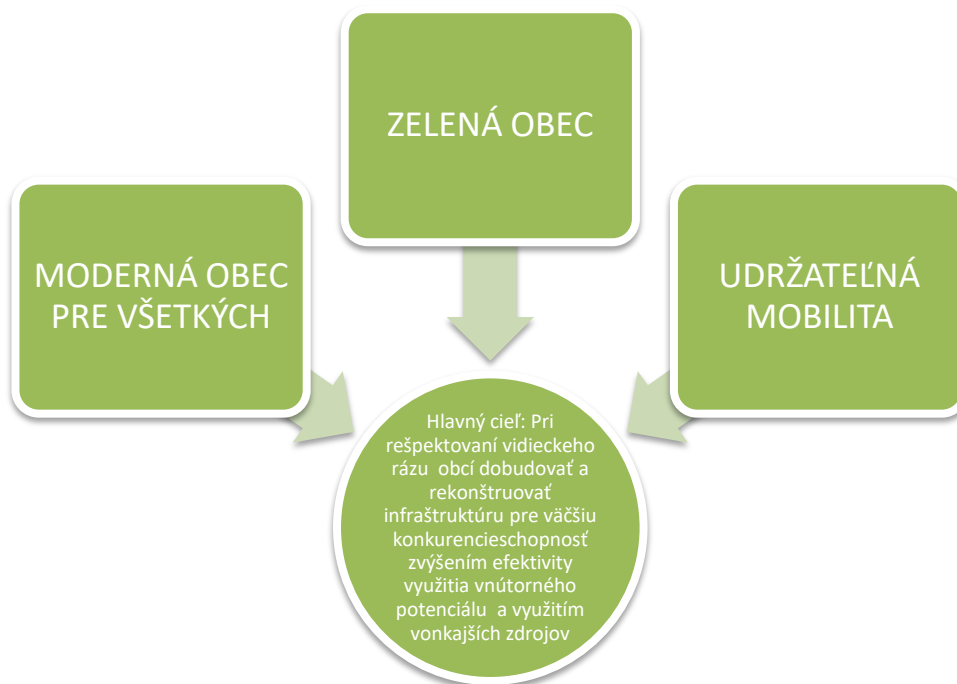 ZELENÁ OBEC
MODERNÁ OBEC
PRE VŠETKÝCH
UDRŽATEĽNÁ
MOBILITA
Hlavný cieľ: Pri
rešpektovaní vidieckeho
rázu obcí dobudovať a
rekonštruovať
infraštruktúru pre väčšiu
konkurencieschopnosť
zvýšením efektivity
využitia vnútorného
potenciálu a využitím
vonkajších zdrojov